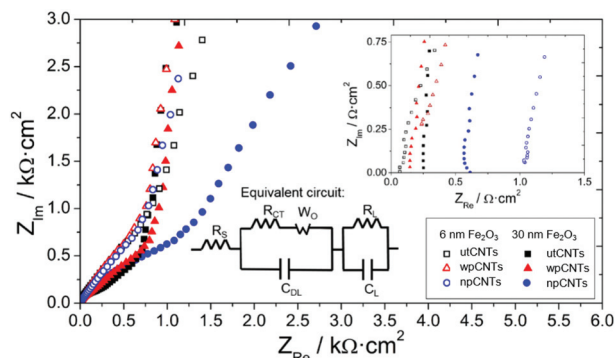 3.0
2.5
2.0
1.5
1.0
0.5
0.0
Z_Im / kΩ·cm²
0.0 0.5 1.0 1.5 2.0 2.5 3.0 3.5 4.0 4.5 5.0 5.5 6.0
Z_Re / kΩ·cm²
0.75
0.50
0.25
0.00
Z_Im / Ω·cm²
0.0 0.5 1.0 1.5
Z_Re / Ω·cm²
Equivalent circuit:
R_S
R_CT
W_O
C_DL
R_L
C_L
6 nm Fe₂O₃ 30 nm Fe₂O₃
utCNTs utCNTs
wpCNTs wpCNTs
npCNTs npCNTs